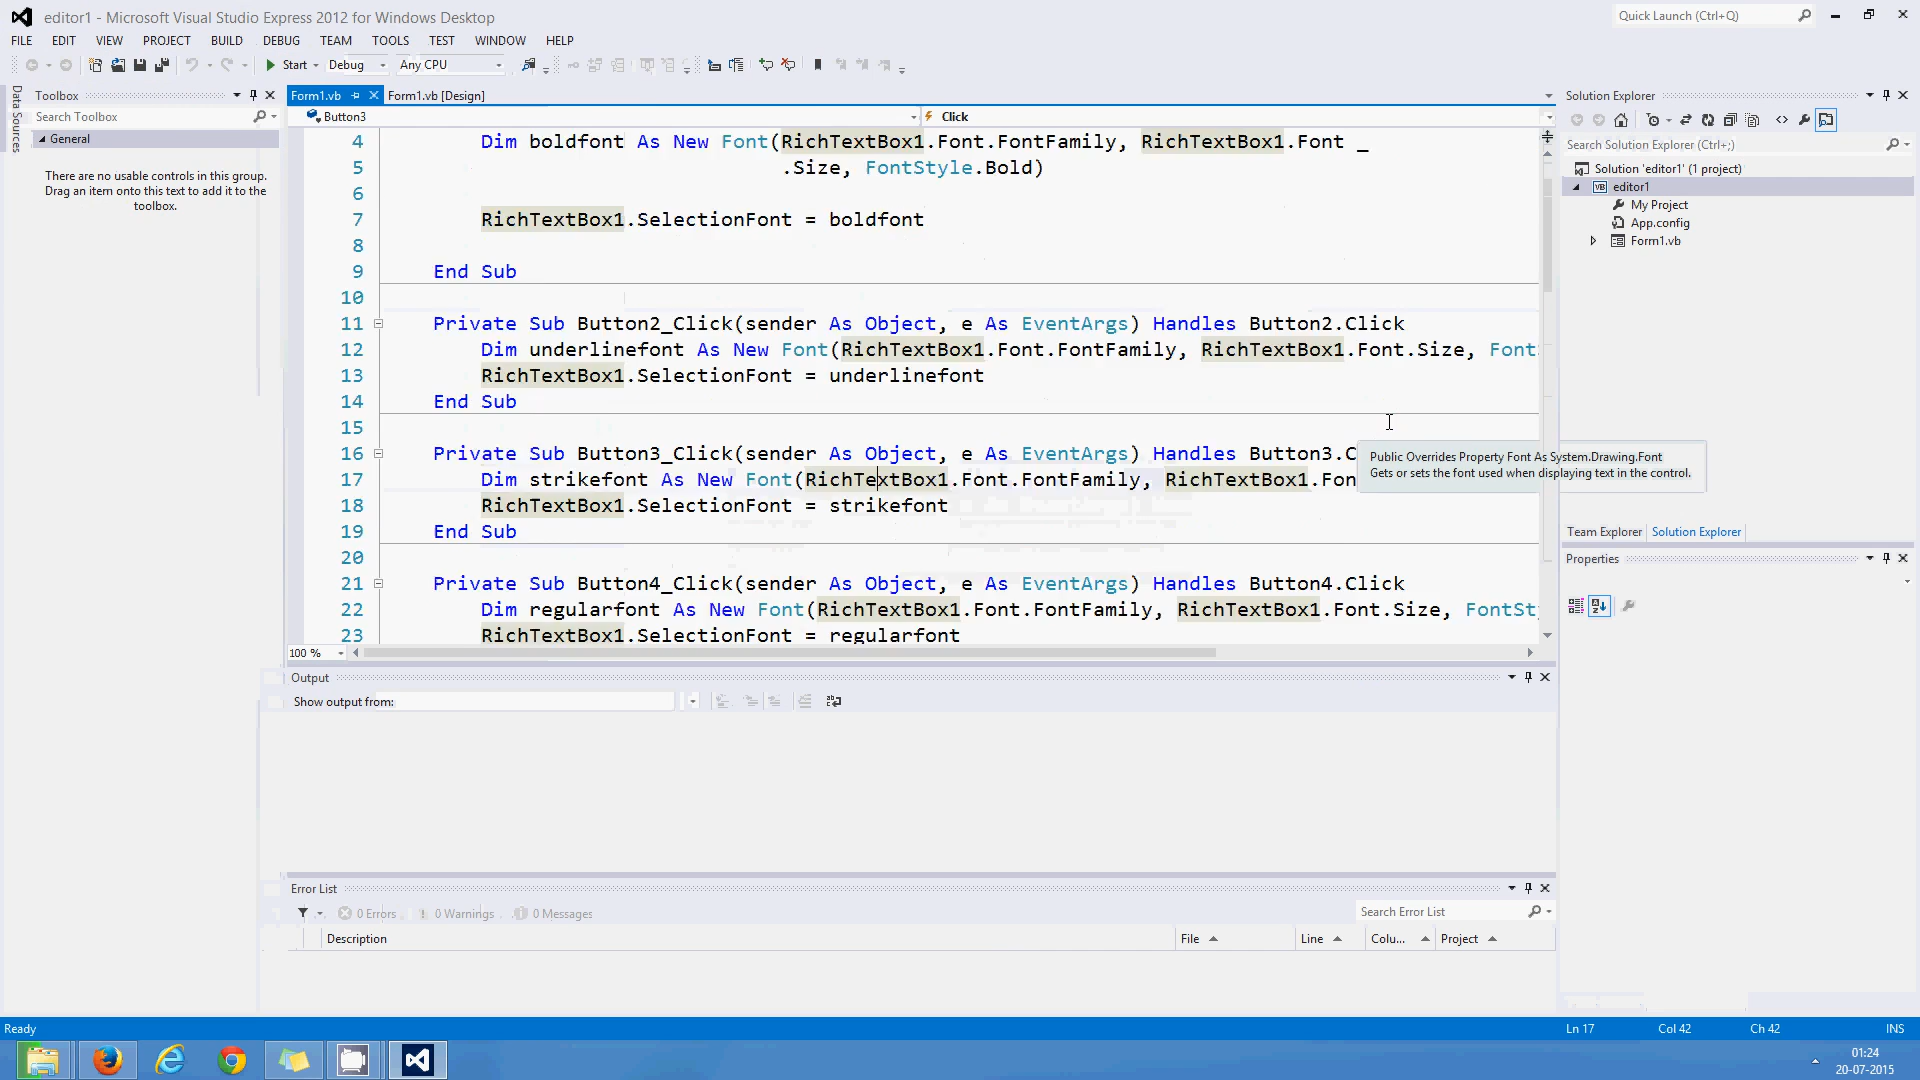 editor1 - Microsoft Visual Studio Express 2012 for Windows Desktop
Quick Launch (Ctrl+Q)
FILE EDIT VIEW PROJECT BUILD DEBUG TEAM TOOLS TEST WINDOW HELP
Start Debug Any CPU
Data Sources
Toolbox
Search Toolbox
General
There are no usable controls in this group.
Drag an item onto this text to add it to the
toolbox.
Form1.vb Form1.vb [Design]
Button3 Click
4 Dim boldfont As New Font(RichTextBox1.Font.FontFamily, RichTextBox1.Font _
5 .Size, FontStyle.Bold)
6
7 RichTextBox1.SelectionFont = boldfont
8
9 End Sub
10
11 Private Sub Button2_Click(sender As Object, e As EventArgs) Handles Button2.Click
12 Dim underlinefont As New Font(RichTextBox1.Font.FontFamily, RichTextBox1.Font.Size, FontS
13 RichTextBox1.SelectionFont = underlinefont
14 End Sub
15
16 Private Sub Button3_Click(sender As Object, e As EventArgs) Handles Button3.C
17 Dim strikefont As New Font(RichTextBox1.Font.FontFamily, RichTextBox1.Fon
18 RichTextBox1.SelectionFont = strikefont
19 End Sub
20
21 Private Sub Button4_Click(sender As Object, e As EventArgs) Handles Button4.Click
22 Dim regularfont As New Font(RichTextBox1.Font.FontFamily, RichTextBox1.Font.Size, FontSty
23 RichTextBox1.SelectionFont = regularfont
Public Overrides Property Font As System.Drawing.Font
Gets or sets the font used when displaying text in the control.
100 %
Output
Show output from:
Error List
0 Errors 0 Warnings 0 Messages
Search Error List
Description File Line Colu... Project
Solution Explorer
Search Solution Explorer (Ctrl+;)
Solution 'editor1' (1 project)
VB editor1
My Project
App.config
Form1.vb
Team Explorer Solution Explorer
Properties
Ready Ln 17 Col 42 Ch 42 INS
01:24
20-07-2015